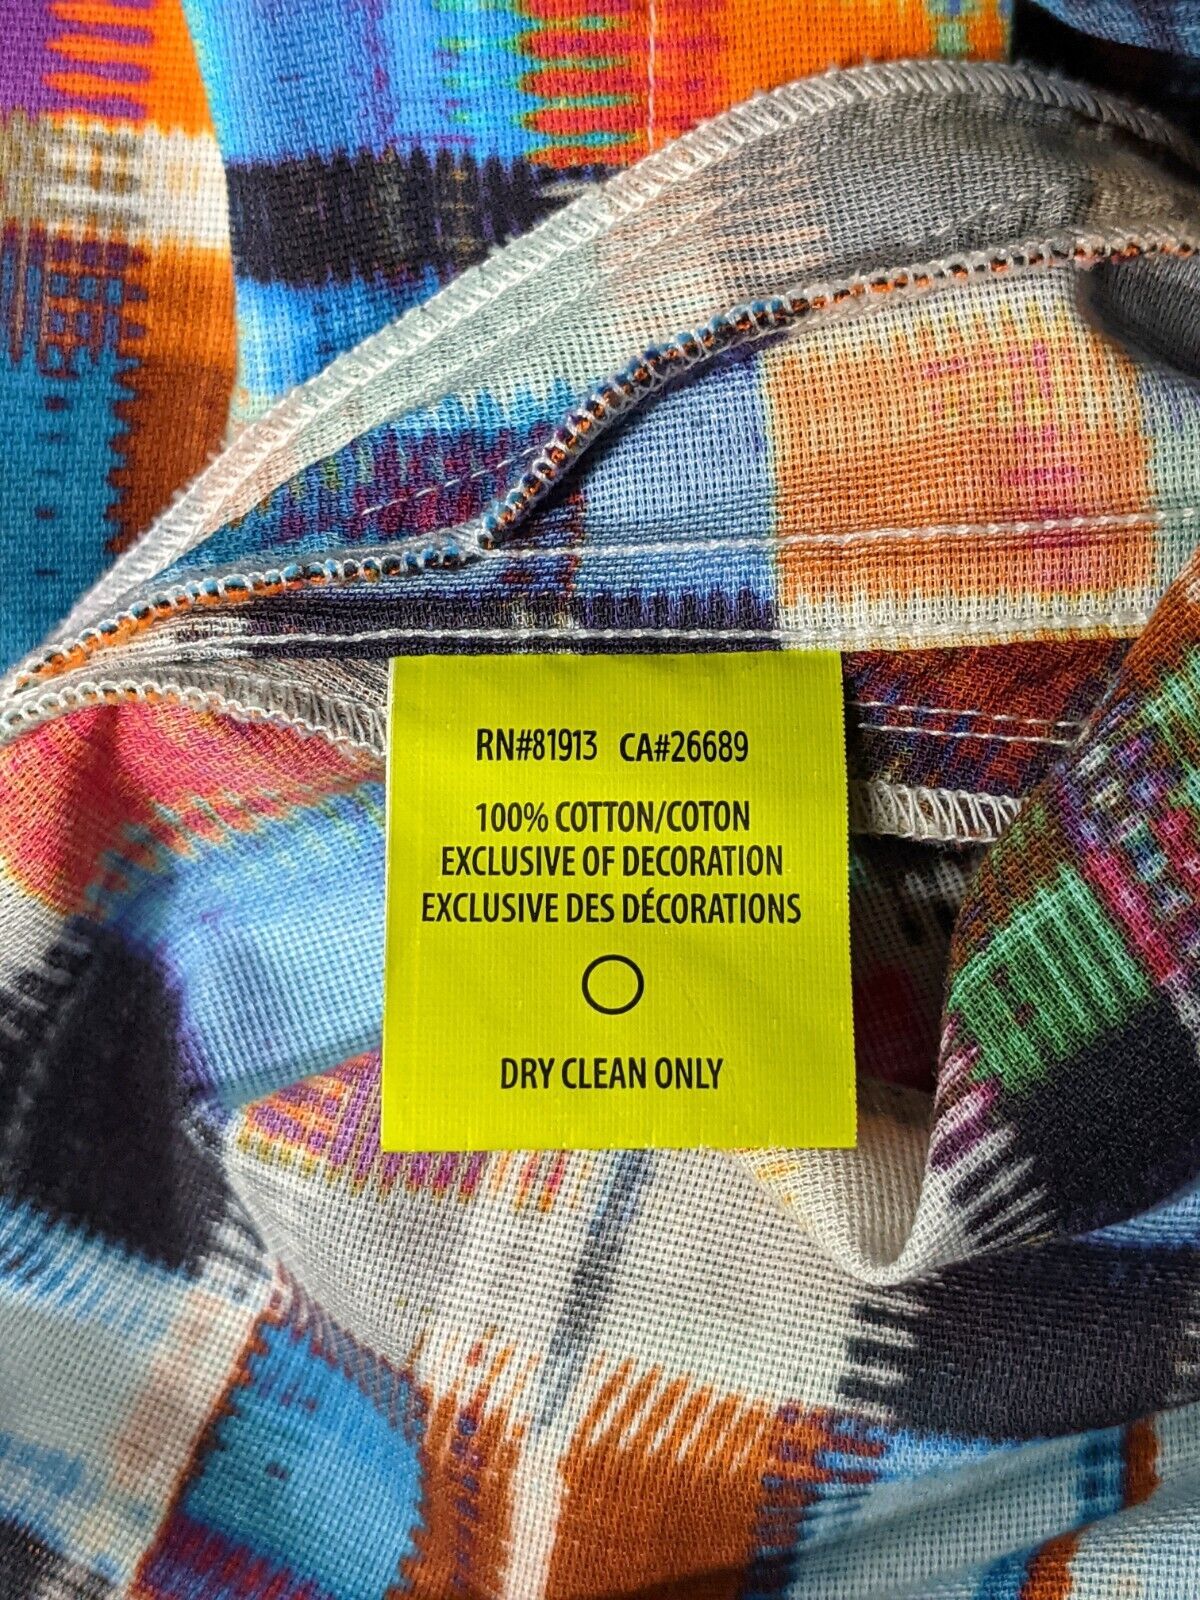 RN#81913 CA#26689
100% COTTON/COTON
EXCLUSIVE OF DECORATION
EXCLUSIVE DES DÉCORATIONS
DRY CLEAN ONLY